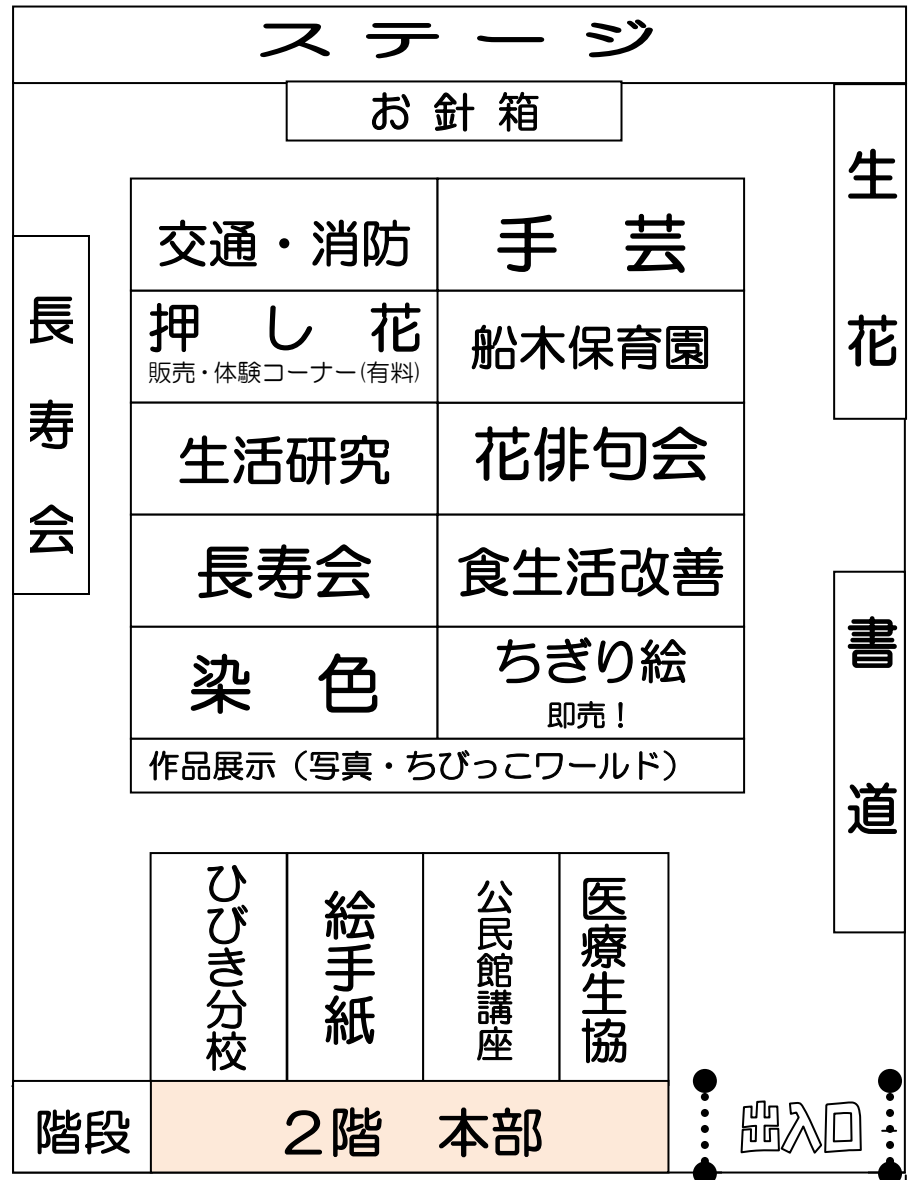 ステージ
お針箱
生花
長寿会
交通・消防
手芸
押し花
販売・体験コーナー(有料)
船木保育園
生活研究
花俳句会
長寿会
食生活改善
染色
ちぎり絵
即売！
作品展示（写真・ちびっこワールド）
書道
ひびき分校
絵手紙
公民館講座
医療生協
階段
２階　本部
出入口